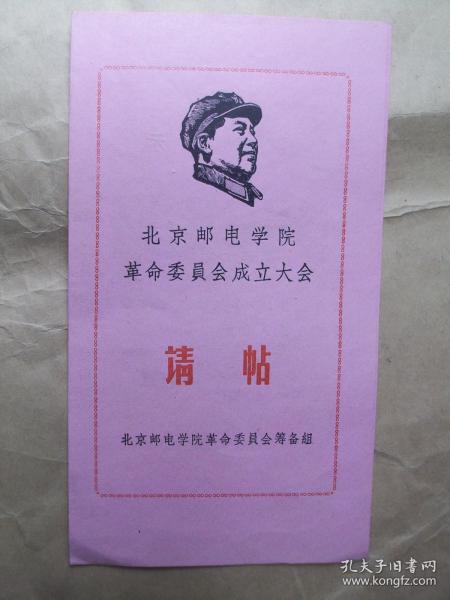 北京邮电学院
革命委員会成立大会
请帖
北京邮电学院革命委員会筹备组
孔夫子旧书网
www.kongfz.com